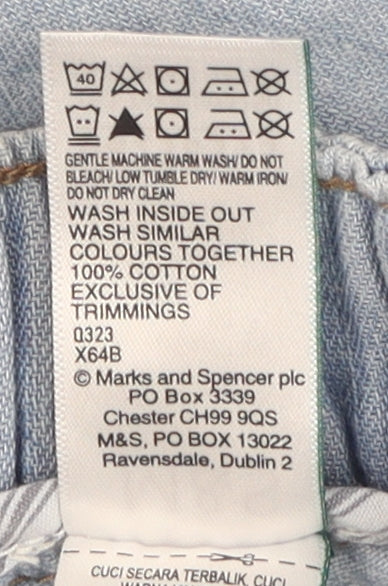 40
GENTLE MACHINE WARM WASH/ DO NOT
BLEACH/ LOW TUMBLE DRY/ WARM IRON/
DO NOT DRY CLEAN
WASH INSIDE OUT
WASH SIMILAR
COLOURS TOGETHER
100% COTTON
EXCLUSIVE OF
TRIMMINGS
Q323
X64B
© Marks and Spencer plc
PO Box 3339
Chester CH99 9QS
M&S, PO BOX 13022
Ravensdale, Dublin 2
CUCI SECARA TERBALIK, CUCI